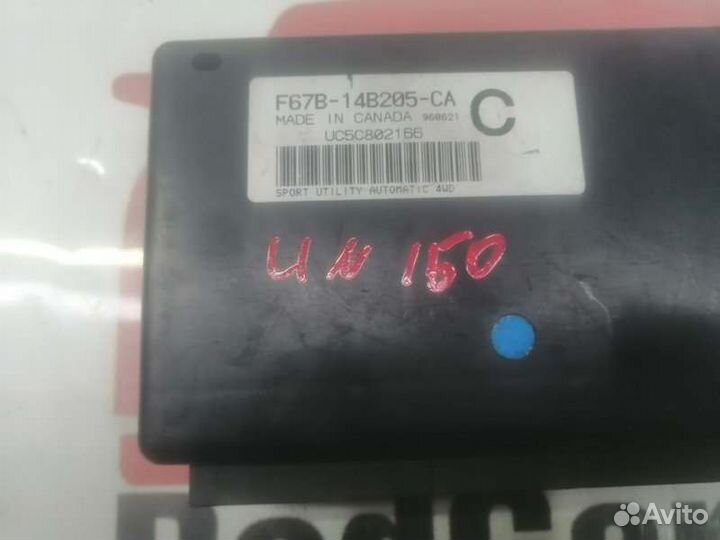 F67B-14B205-CA
MADE IN CANADA 960621
C
UC5C802166
SPORT UTILITY AUTOMATIC 4WD
UN 150
Avito